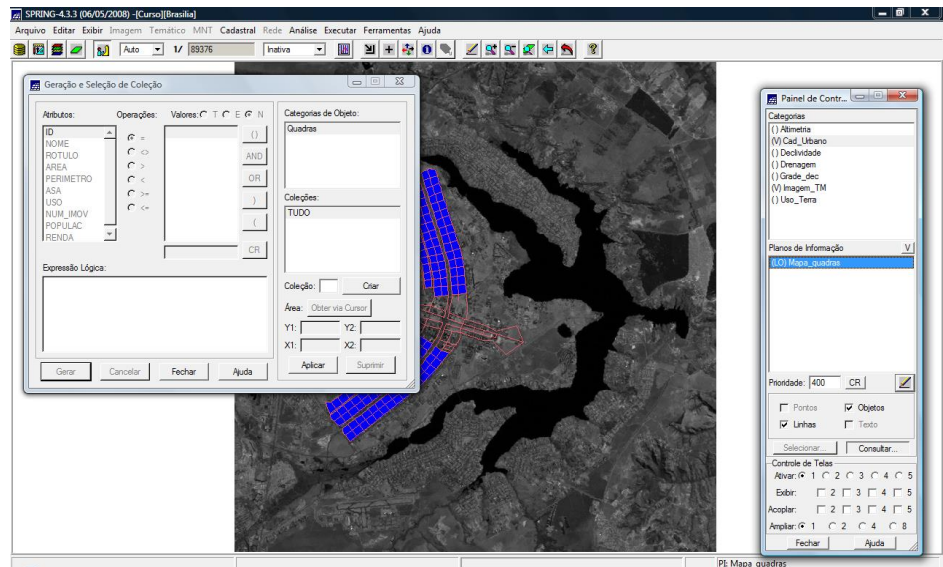 SPRING-4.3.3 (06/05/2008) -[Curso][Brasilia]
Arquivo Editar Exibir Imagem Temático MNT Cadastral Rede Análise Executar Ferramentas Ajuda
Auto 1/ 89376 Inativa
Geração e Seleção de Coleção
Atributos: Operações: Valores: T E N
ID
NOME
ROTULO
AREA
PERIMETRO
ASA
USO
NUM_IMOV
POPULAC
RENDA
=
<>
>
<
>=
<=
()
AND
OR
)
(
CR
Expressão Lógica:
Gerar Cancelar Fechar Ajuda
Categorias de Objeto:
Quadras
Coleções:
TUDO
Coleção: Criar
Área: Obter via Cursor
Y1: Y2:
X1: X2:
Aplicar Suprimir
Painel de Contr...
Categorias
( ) Altimetria
(V) Cad_Urbano
( ) Declividade
( ) Drenagem
( ) Grade_dec
(V) Imagem_TM
( ) Uso_Terra
Planos de Informação V
(LO) Mapa_quadras
Prioridade: 400 CR
Pontos Objetos
Linhas Texto
Selecionar... Consultar...
Controle de Telas
Ativar: 1 2 3 4 5
Exibir: 2 3 4 5
Acoplar: 2 3 4 5
Ampliar: 1 2 4 8
Fechar Ajuda
PI: Mapa_quadras